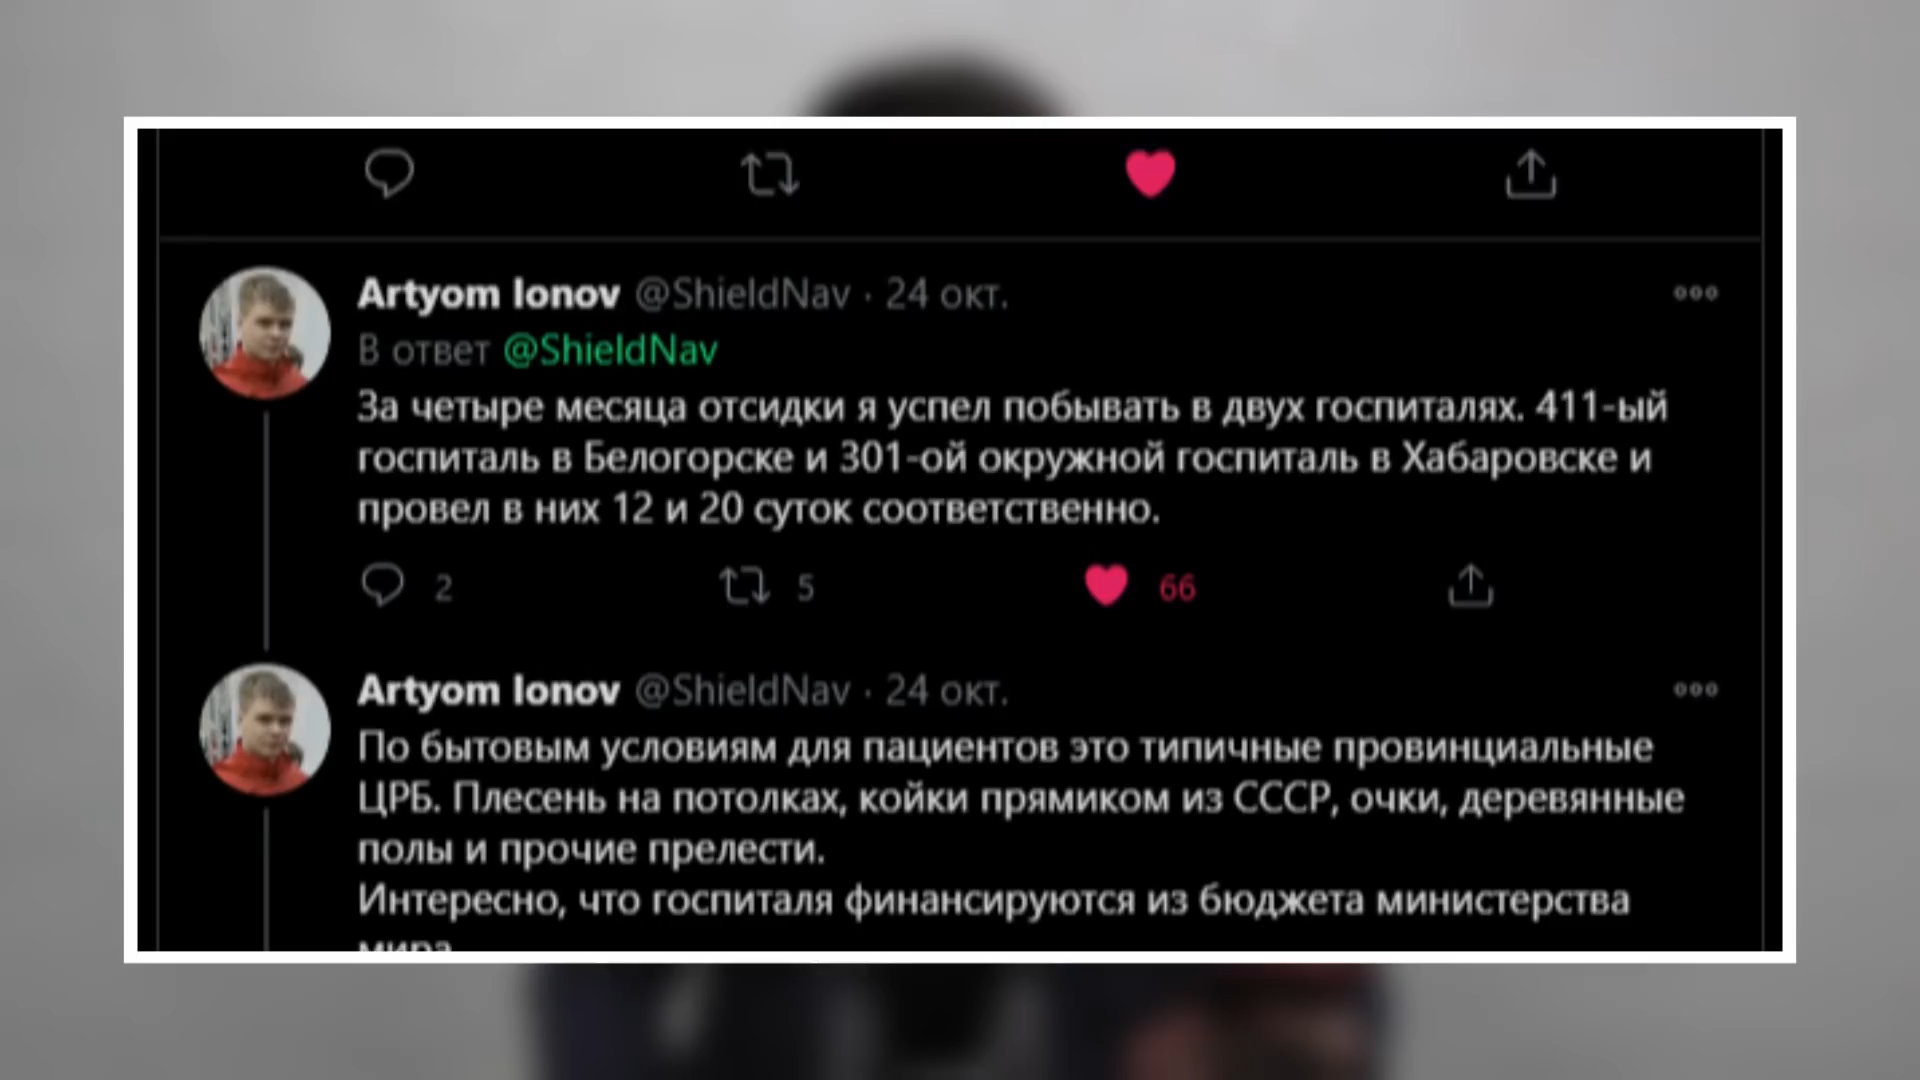 Artyom Ionov @ShieldNav · 24 окт.
В ответ @ShieldNav
За четыре месяца отсидки я успел побывать в двух госпиталях. 411-ый
госпиталь в Белогорске и 301-ой окружной госпиталь в Хабаровске и
провел в них 12 и 20 суток соответственно.
2 5 66
Artyom Ionov @ShieldNav · 24 окт.
По бытовым условиям для пациентов это типичные провинциальные
ЦРБ. Плесень на потолках, койки прямиком из СССР, очки, деревянные
полы и прочие прелести.
Интересно, что госпиталя финансируются из бюджета министерства
мира